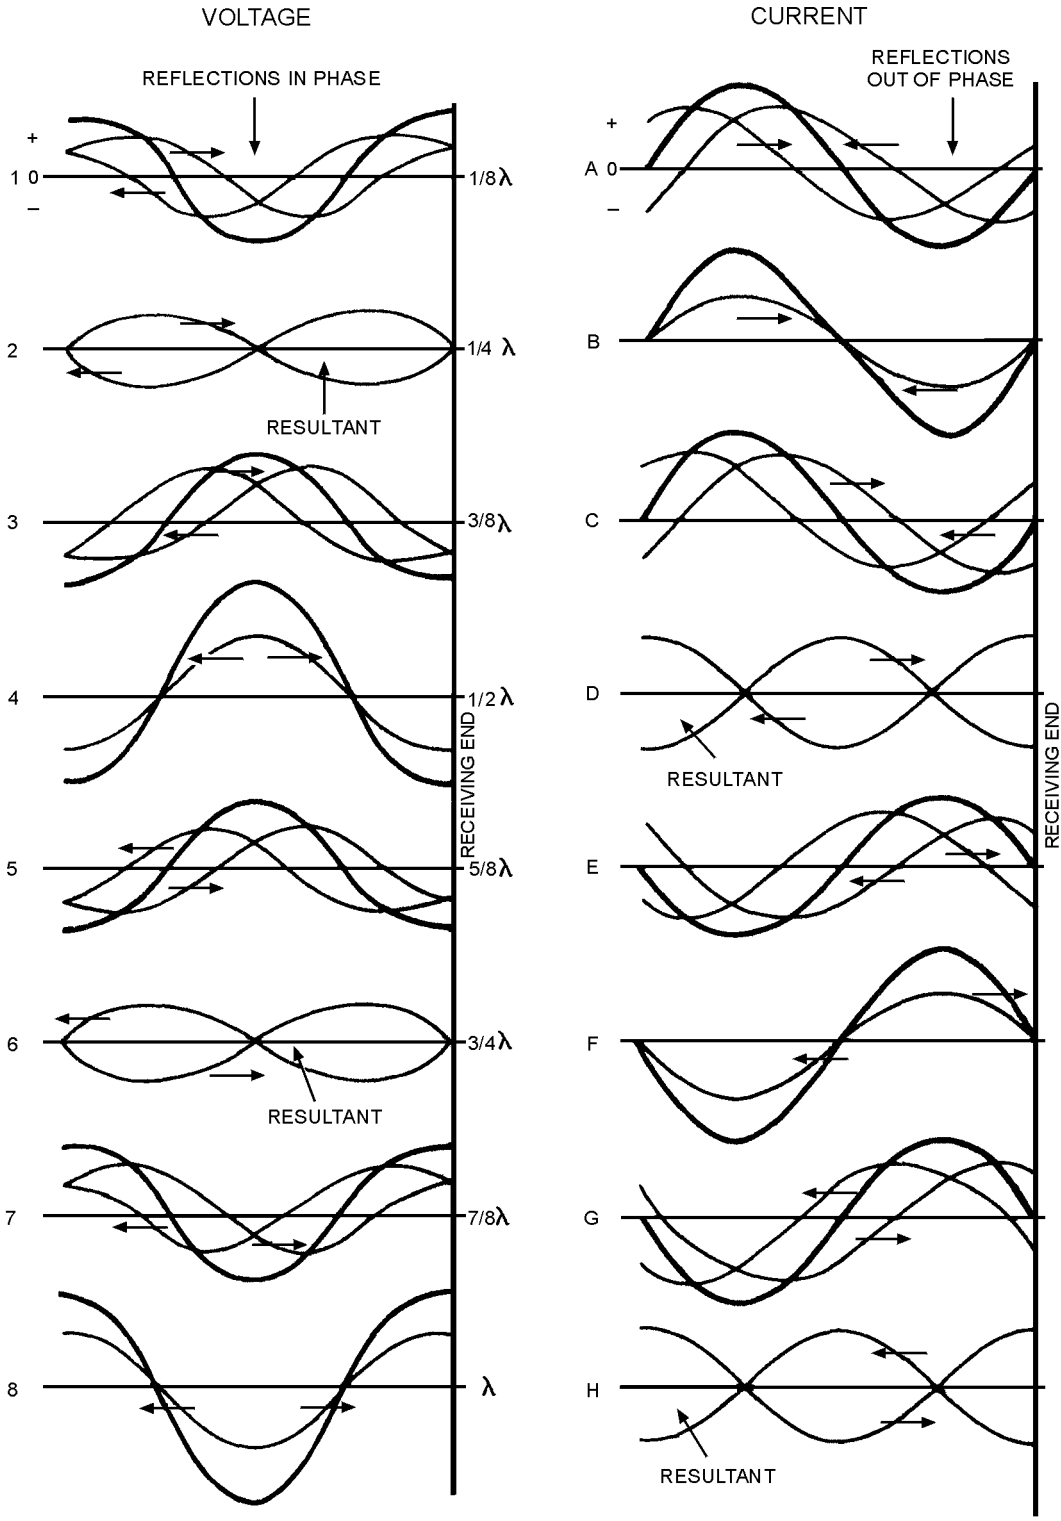 VOLTAGE
REFLECTIONS IN PHASE
+
1 0
–
1/8λ
2
1/4 λ
RESULTANT
3
3/8λ
4
1/2λ
RECEIVING END
5
5/8λ
6
3/4λ
RESULTANT
7
7/8λ
8
λ
CURRENT
REFLECTIONS
OUT OF PHASE
+
A 0
–
B
C
D
RESULTANT
RECEIVING END
E
F
G
H
RESULTANT